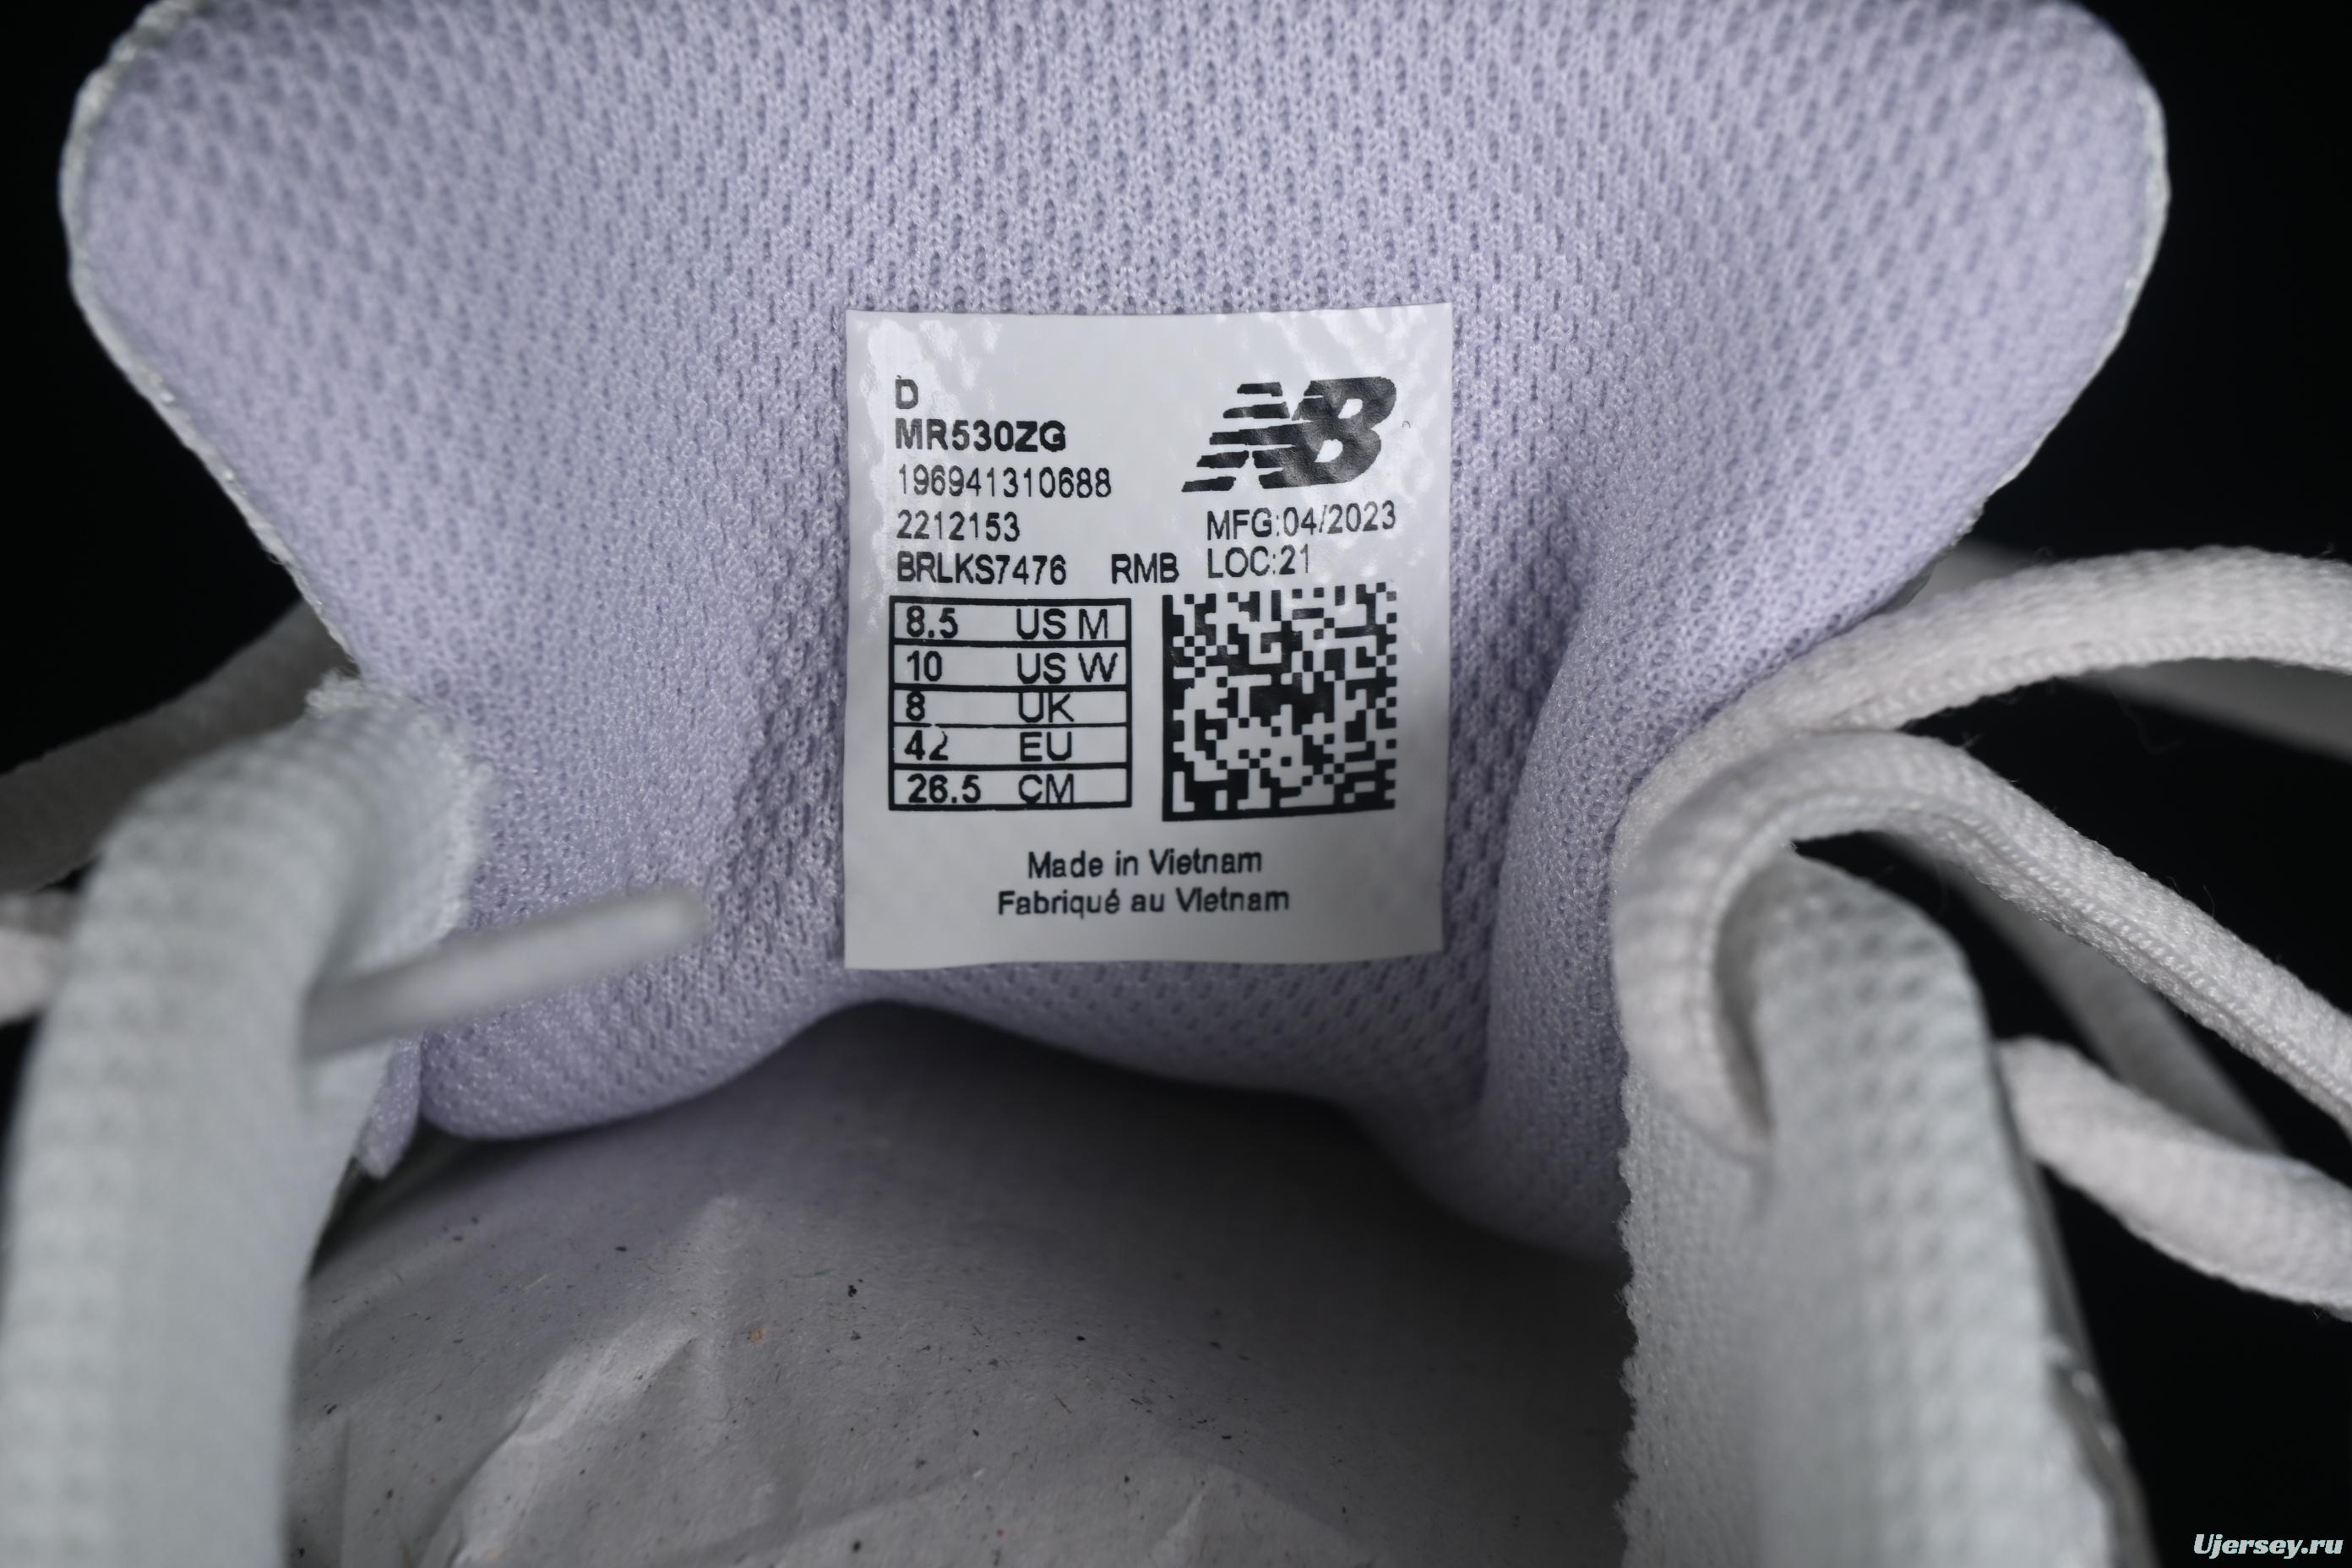 D
MR530ZG
NB
196941310688
2212153
MFG:04/2023
BRLKS7476 RMB LOC:21
8.5 US M
10 US W
8 UK
42 EU
26.5 CM
Made in Vietnam
Fabriqué au Vietnam
Ujersey.ru